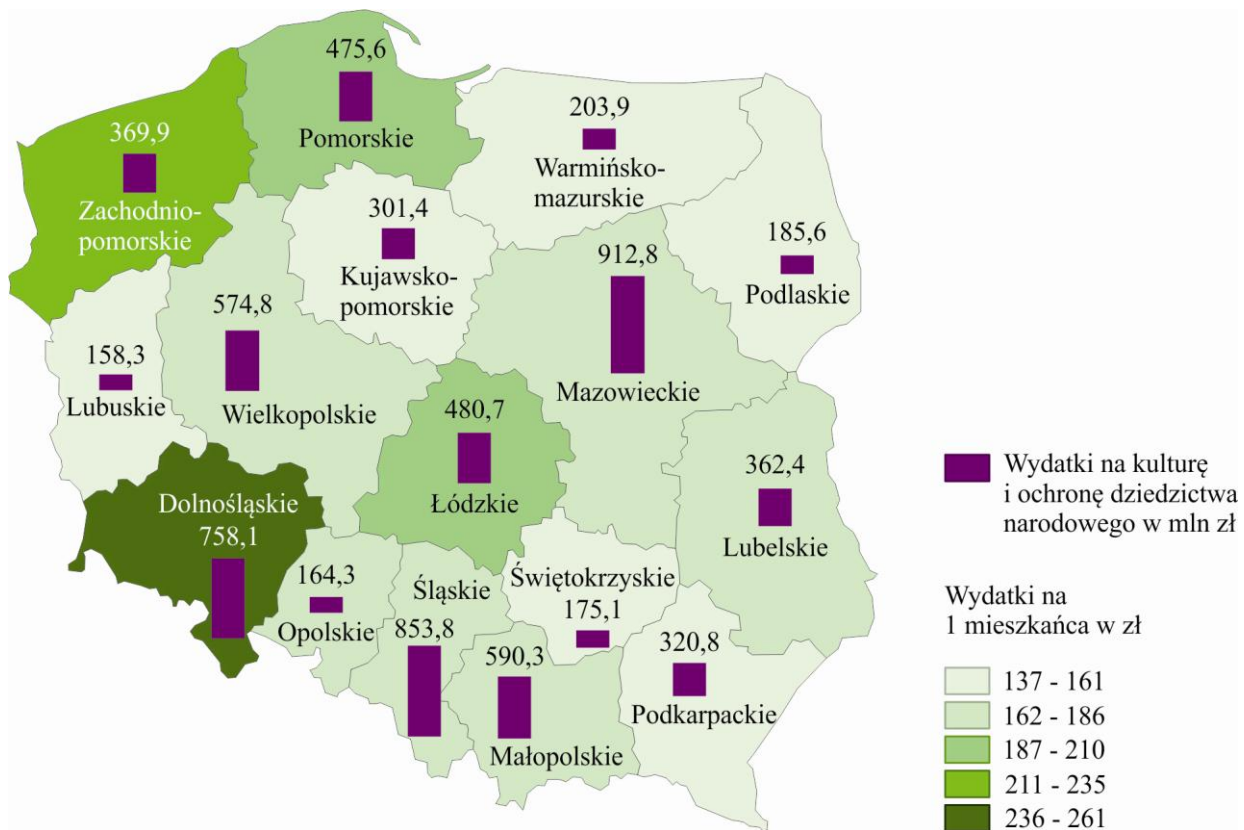 475,6
Pomorskie
203,9
Warmińsko-
mazurskie
369,9
Zachodnio-
pomorskie
301,4
Kujawsko-
pomorskie
185,6
Podlaskie
912,8
Mazowieckie
574,8
Wielkopolskie
158,3
Lubuskie
480,7
Łódzkie
362,4
Lubelskie
Dolnośląskie
758,1
164,3
Opolskie
Śląskie
853,8
Świętokrzyskie
175,1
590,3
Małopolskie
320,8
Podkarpackie
Wydatki na kulturę
i ochronę dziedzictwa
narodowego w mln zł
Wydatki na
1 mieszkańca w zł
137 - 161
162 - 186
187 - 210
211 - 235
236 - 261